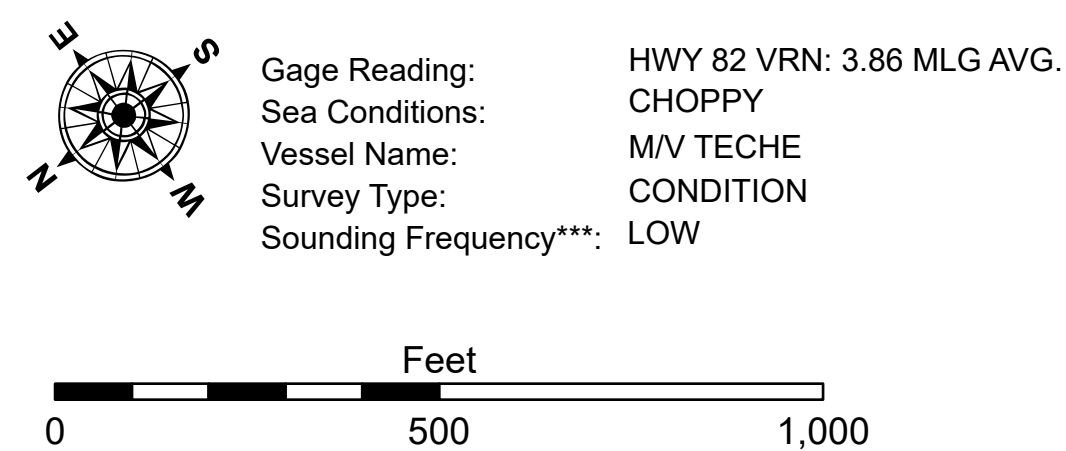 E
S
N
W
Gage Reading: HWY 82 VRN: 3.86 MLG AVG.
Sea Conditions: CHOPPY
Vessel Name: M/V TECHE
Survey Type: CONDITION
Sounding Frequency***: LOW
Feet
0 500 1,000